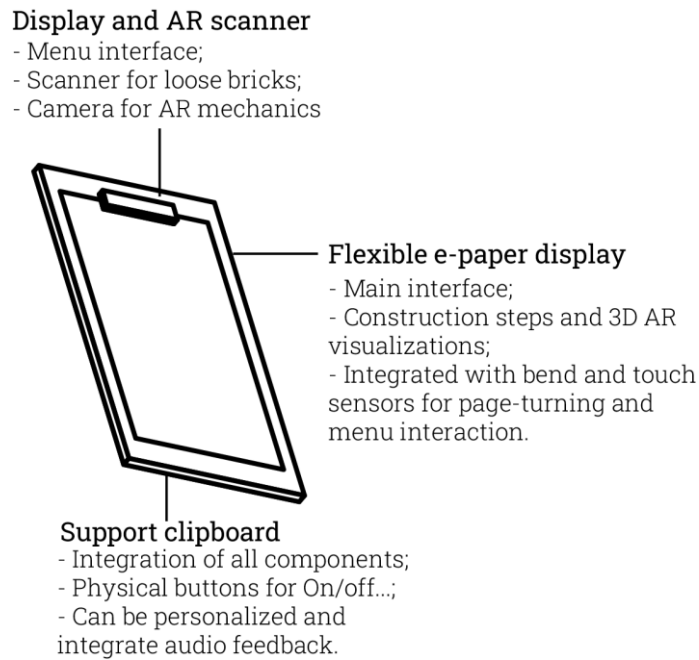 Display and AR scanner
- Menu interface;
- Scanner for loose bricks;
- Camera for AR mechanics
Flexible e-paper display
- Main interface;
- Construction steps and 3D AR
visualizations;
- Integrated with bend and touch
sensors for page-turning and
menu interaction.
Support clipboard
- Integration of all components;
- Physical buttons for On/off...;
- Can be personalized and
integrate audio feedback.